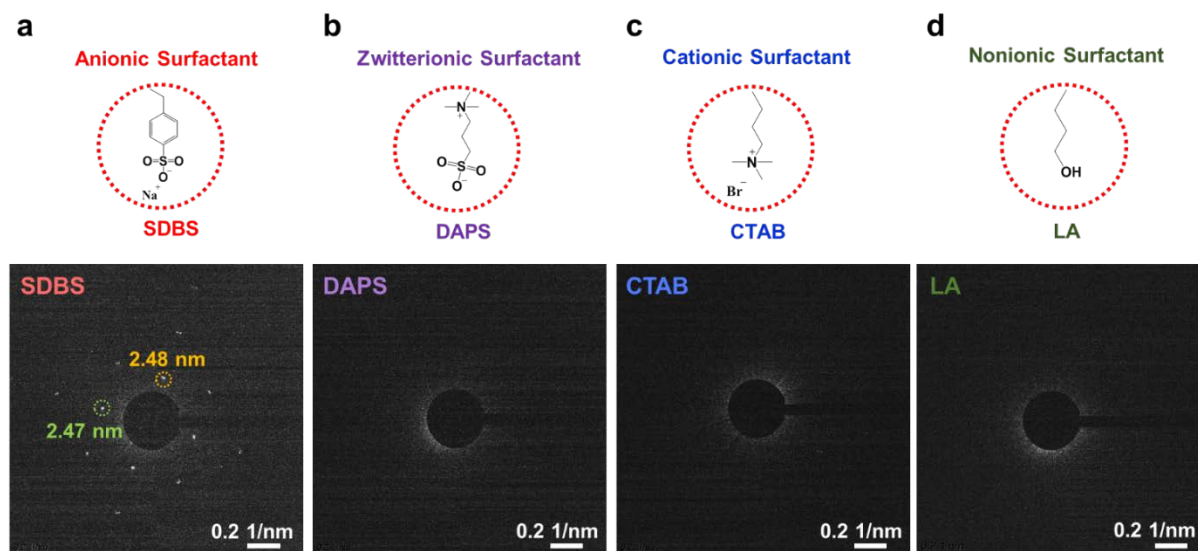 a
Anionic Surfactant
N
+
O
S
O
O
−
Na
+
SDBS
b
Zwitterionic Surfactant
N
+
O
S
O
O
−
DAPS
c
Cationic Surfactant
+
N
Br
−
CTAB
d
Nonionic Surfactant
OH
LA
SDBS
2.48 nm
2.47 nm
0.2 1/nm
DAPS
0.2 1/nm
CTAB
0.2 1/nm
LA
0.2 1/nm